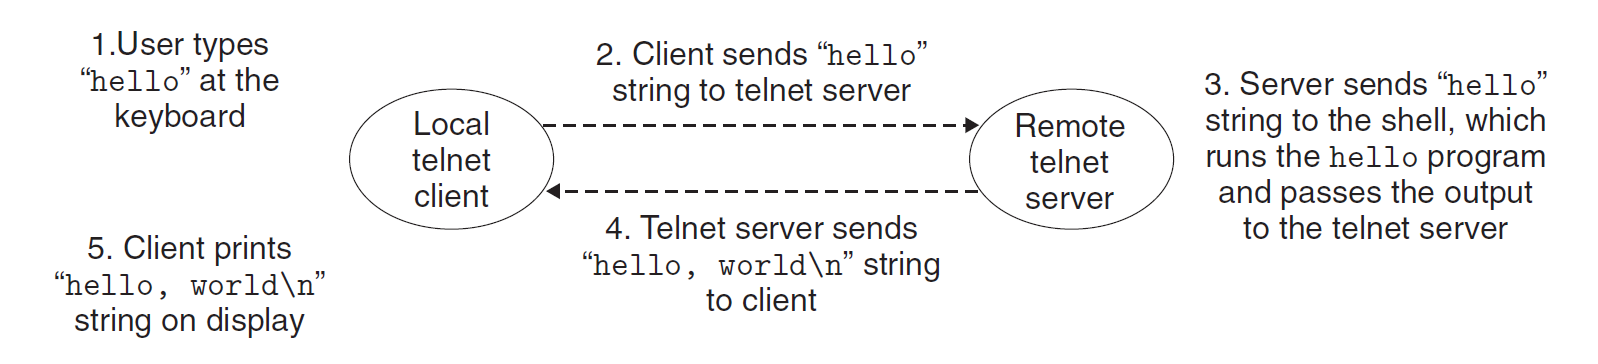 1.User types
“hello” at the
keyboard
2. Client sends “hello”
string to telnet server
Local
telnet
client
Remote
telnet
server
3. Server sends “hello”
string to the shell, which
runs the hello program
and passes the output
to the telnet server
4. Telnet server sends
“hello, world\n” string
to client
5. Client prints
“hello, world\n”
string on display